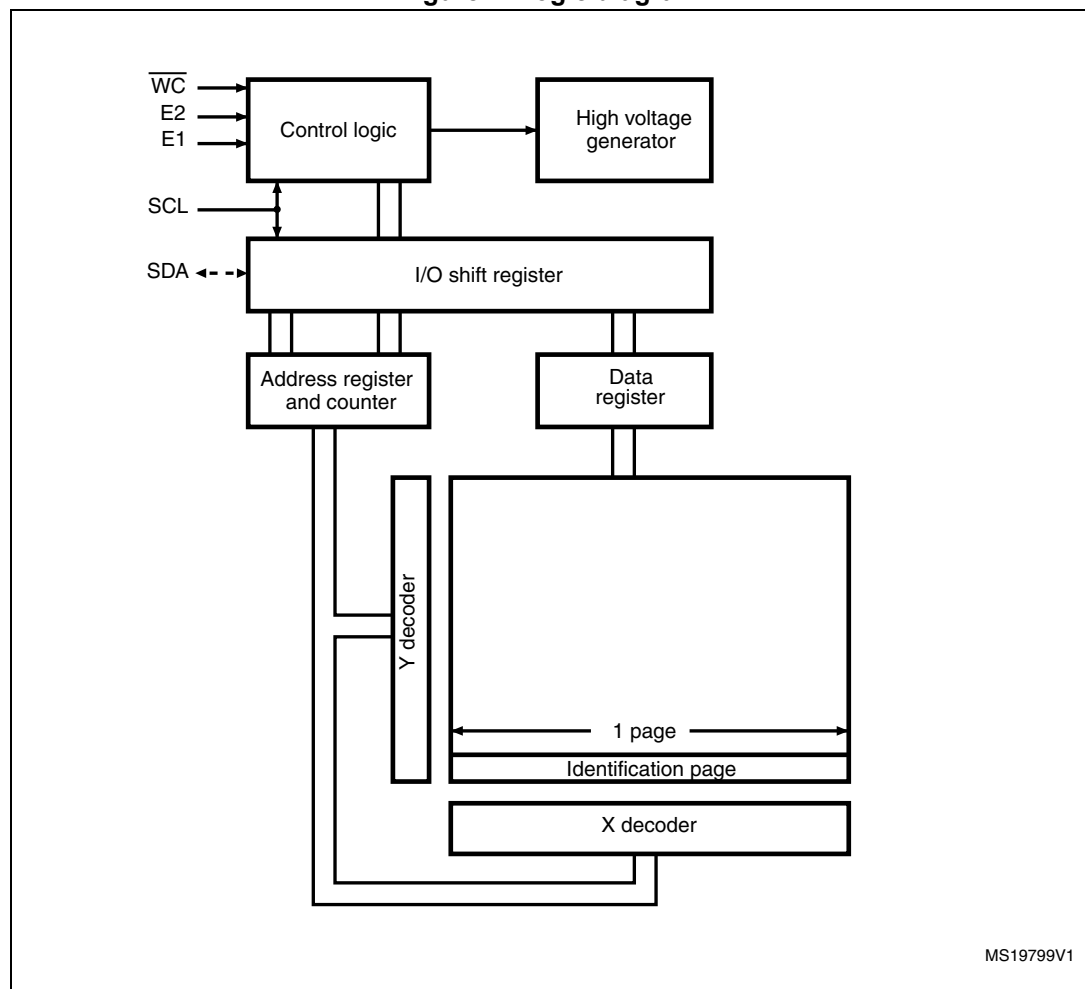 W̅C̅
E2
E1
Control logic
High voltage
generator
SCL
SDA
I/O shift register
Address register
and counter
Data
register
Y decoder
1 page
Identification page
X decoder
MS19799V1